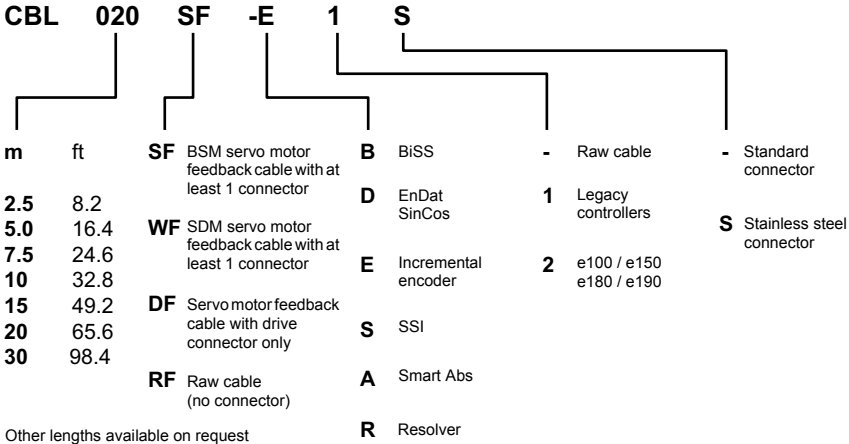 CBL 020 SF -E 1 S
m ft
2.5 8.2
5.0 16.4
7.5 24.6
10 32.8
15 49.2
20 65.6
30 98.4
Other lengths available on request
SF BSM servo motor
feedback cable with at
least 1 connector
WF SDM servo motor
feedback cable with at
least 1 connector
DF Servo motor feedback
cable with drive
connector only
RF Raw cable
(no connector)
B BiSS
D EnDat
SinCos
E Incremental
encoder
S SSI
A Smart Abs
R Resolver
- Raw cable
1 Legacy
controllers
2 e100 / e150
e180 / e190
- Standard
connector
S Stainless steel
connector